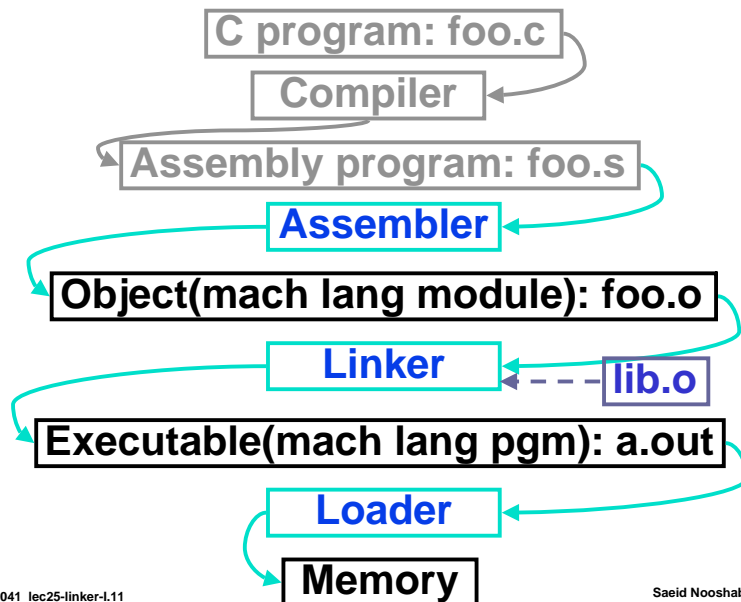 C program: foo.c
Compiler
Assembly program: foo.s
Assembler
Object(mach lang module): foo.o
Linker
lib.o
Executable(mach lang pgm): a.out
Loader
Memory
041 lec25-linker-I.11
Saeid